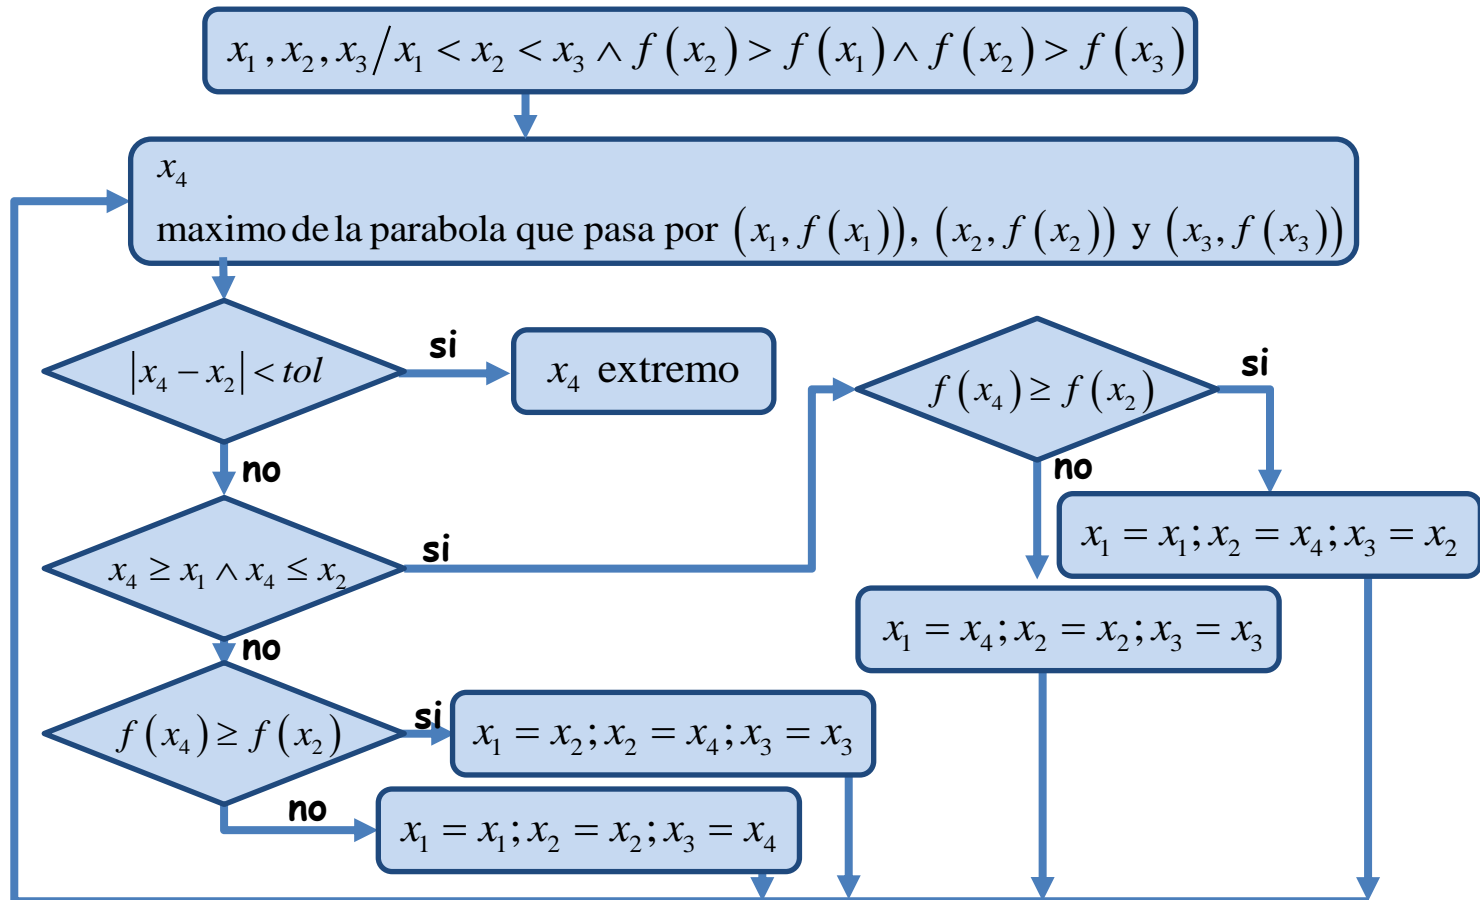 x₁, x₂, x₃/x₁ < x₂ < x₃ ∧ f(x₂) > f(x₁) ∧ f(x₂) > f(x₃)
x₄
maximo de la parabola que pasa por (x₁, f(x₁)), (x₂, f(x₂)) y (x₃, f(x₃))
|x₄ − x₂| < tol
si
x₄ extremo
no
x₄ ≥ x₁ ∧ x₄ ≤ x₂
si
f(x₄) ≥ f(x₂)
si
x₁ = x₁; x₂ = x₄; x₃ = x₂
no
x₁ = x₄; x₂ = x₂; x₃ = x₃
no
f(x₄) ≥ f(x₂)
si
x₁ = x₂; x₂ = x₄; x₃ = x₃
no
x₁ = x₁; x₂ = x₂; x₃ = x₄